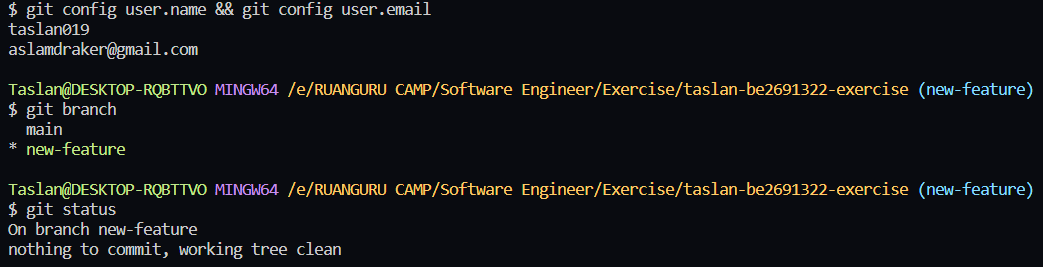 $ git config user.name && git config user.email
taslan019
aslamdraker@gmail.com
Taslan@DESKTOP-RQBTTVO MINGW64 /e/RUANGURU CAMP/Software Engineer/Exercise/taslan-be2691322-exercise (new-feature)
$ git branch
  main
* new-feature
Taslan@DESKTOP-RQBTTVO MINGW64 /e/RUANGURU CAMP/Software Engineer/Exercise/taslan-be2691322-exercise (new-feature)
$ git status
On branch new-feature
nothing to commit, working tree clean